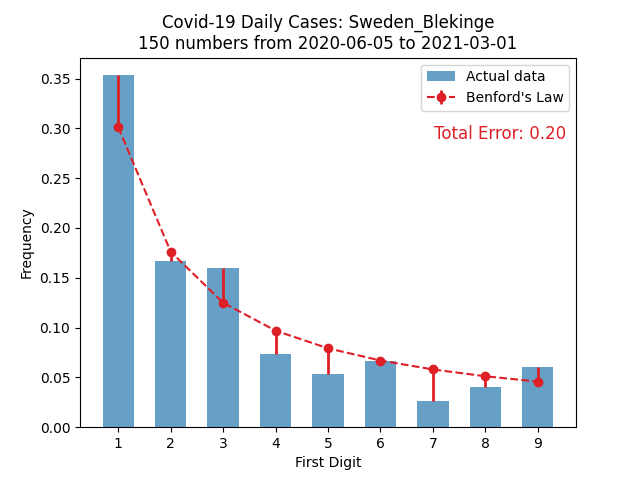 Covid-19 Daily Cases: Sweden_Blekinge
150 numbers from 2020-06-05 to 2021-03-01
Actual data
Benford's Law
Total Error: 0.20
Frequency
0.35
0.30
0.25
0.20
0.15
0.10
0.05
0.00
1 2 3 4 5 6 7 8 9
First Digit